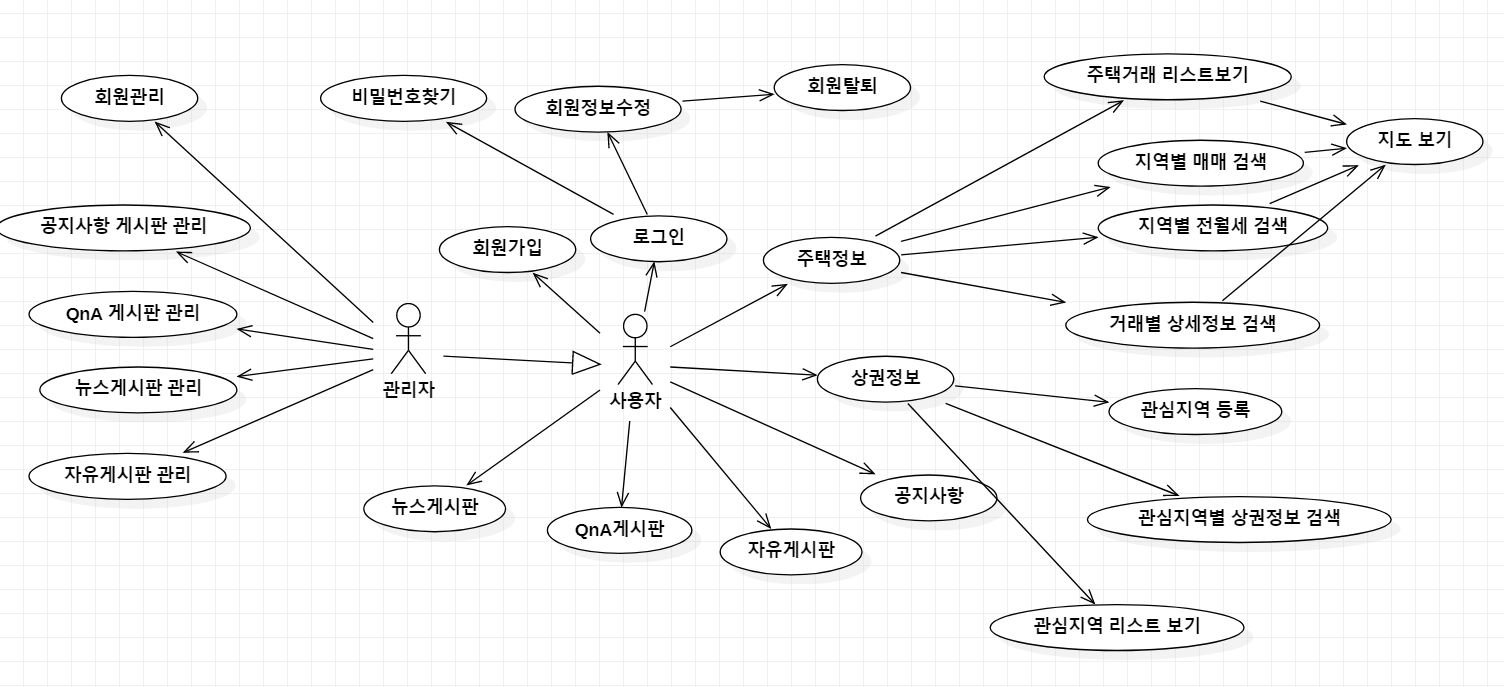 주택거래 리스트보기
회원관리
비밀번호찾기
회원정보수정
회원탈퇴
지도 보기
지역별 매매 검색
공지사항 게시판 관리
지역별 전월세 검색
회원가입
로그인
주택정보
QnA 게시판 관리
거래별 상세정보 검색
뉴스게시판 관리
관리자
사용자
상권정보
관심지역 등록
자유게시판 관리
뉴스게시판
QnA게시판
자유게시판
공지사항
관심지역별 상권정보 검색
관심지역 리스트 보기